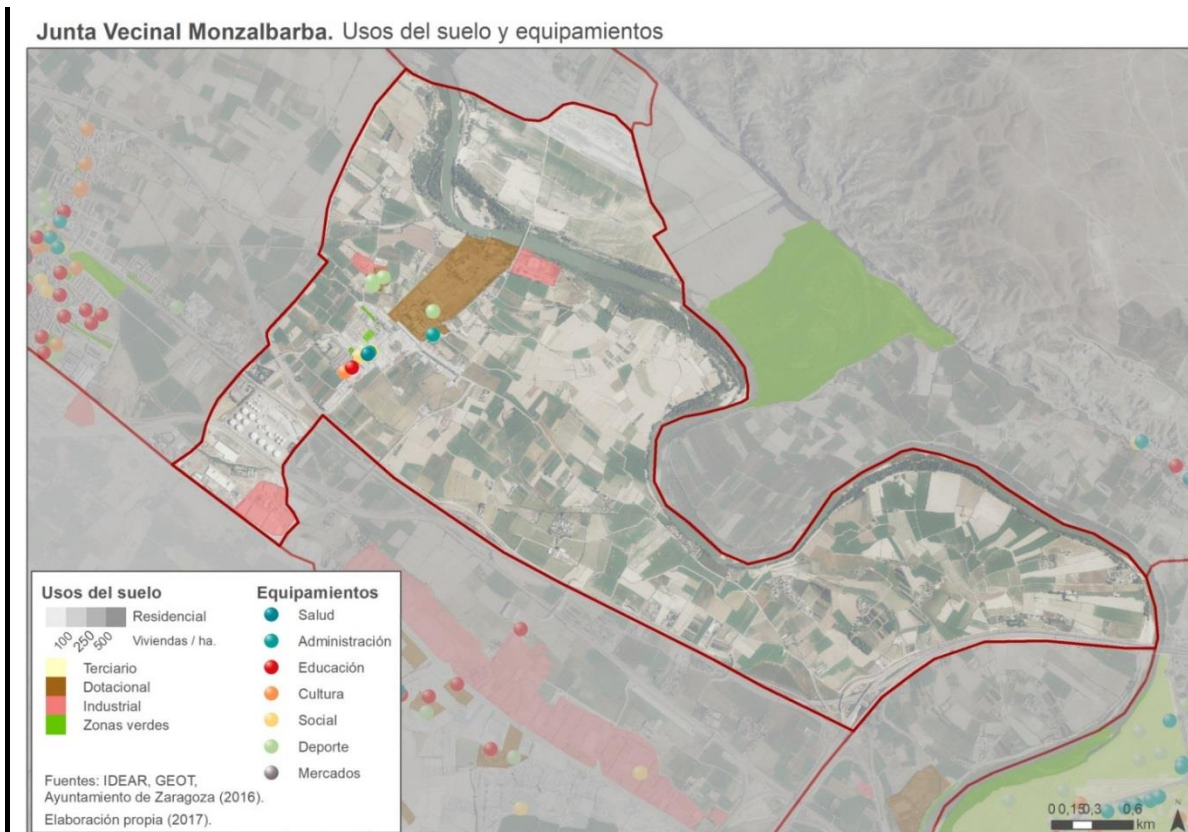 Junta Vecinal Monzalbarba. Usos del suelo y equipamientos
Usos del suelo
Residencial
100 250 500 Viviendas / ha.
Terciario
Dotacional
Industrial
Zonas verdes
Equipamientos
Salud
Administración
Educación
Cultura
Social
Deporte
Mercados
Fuentes: IDEAR, GEOT,
Ayuntamiento de Zaragoza (2016).
Elaboración propia (2017).
N
0 0,15 0,3 0,6
km